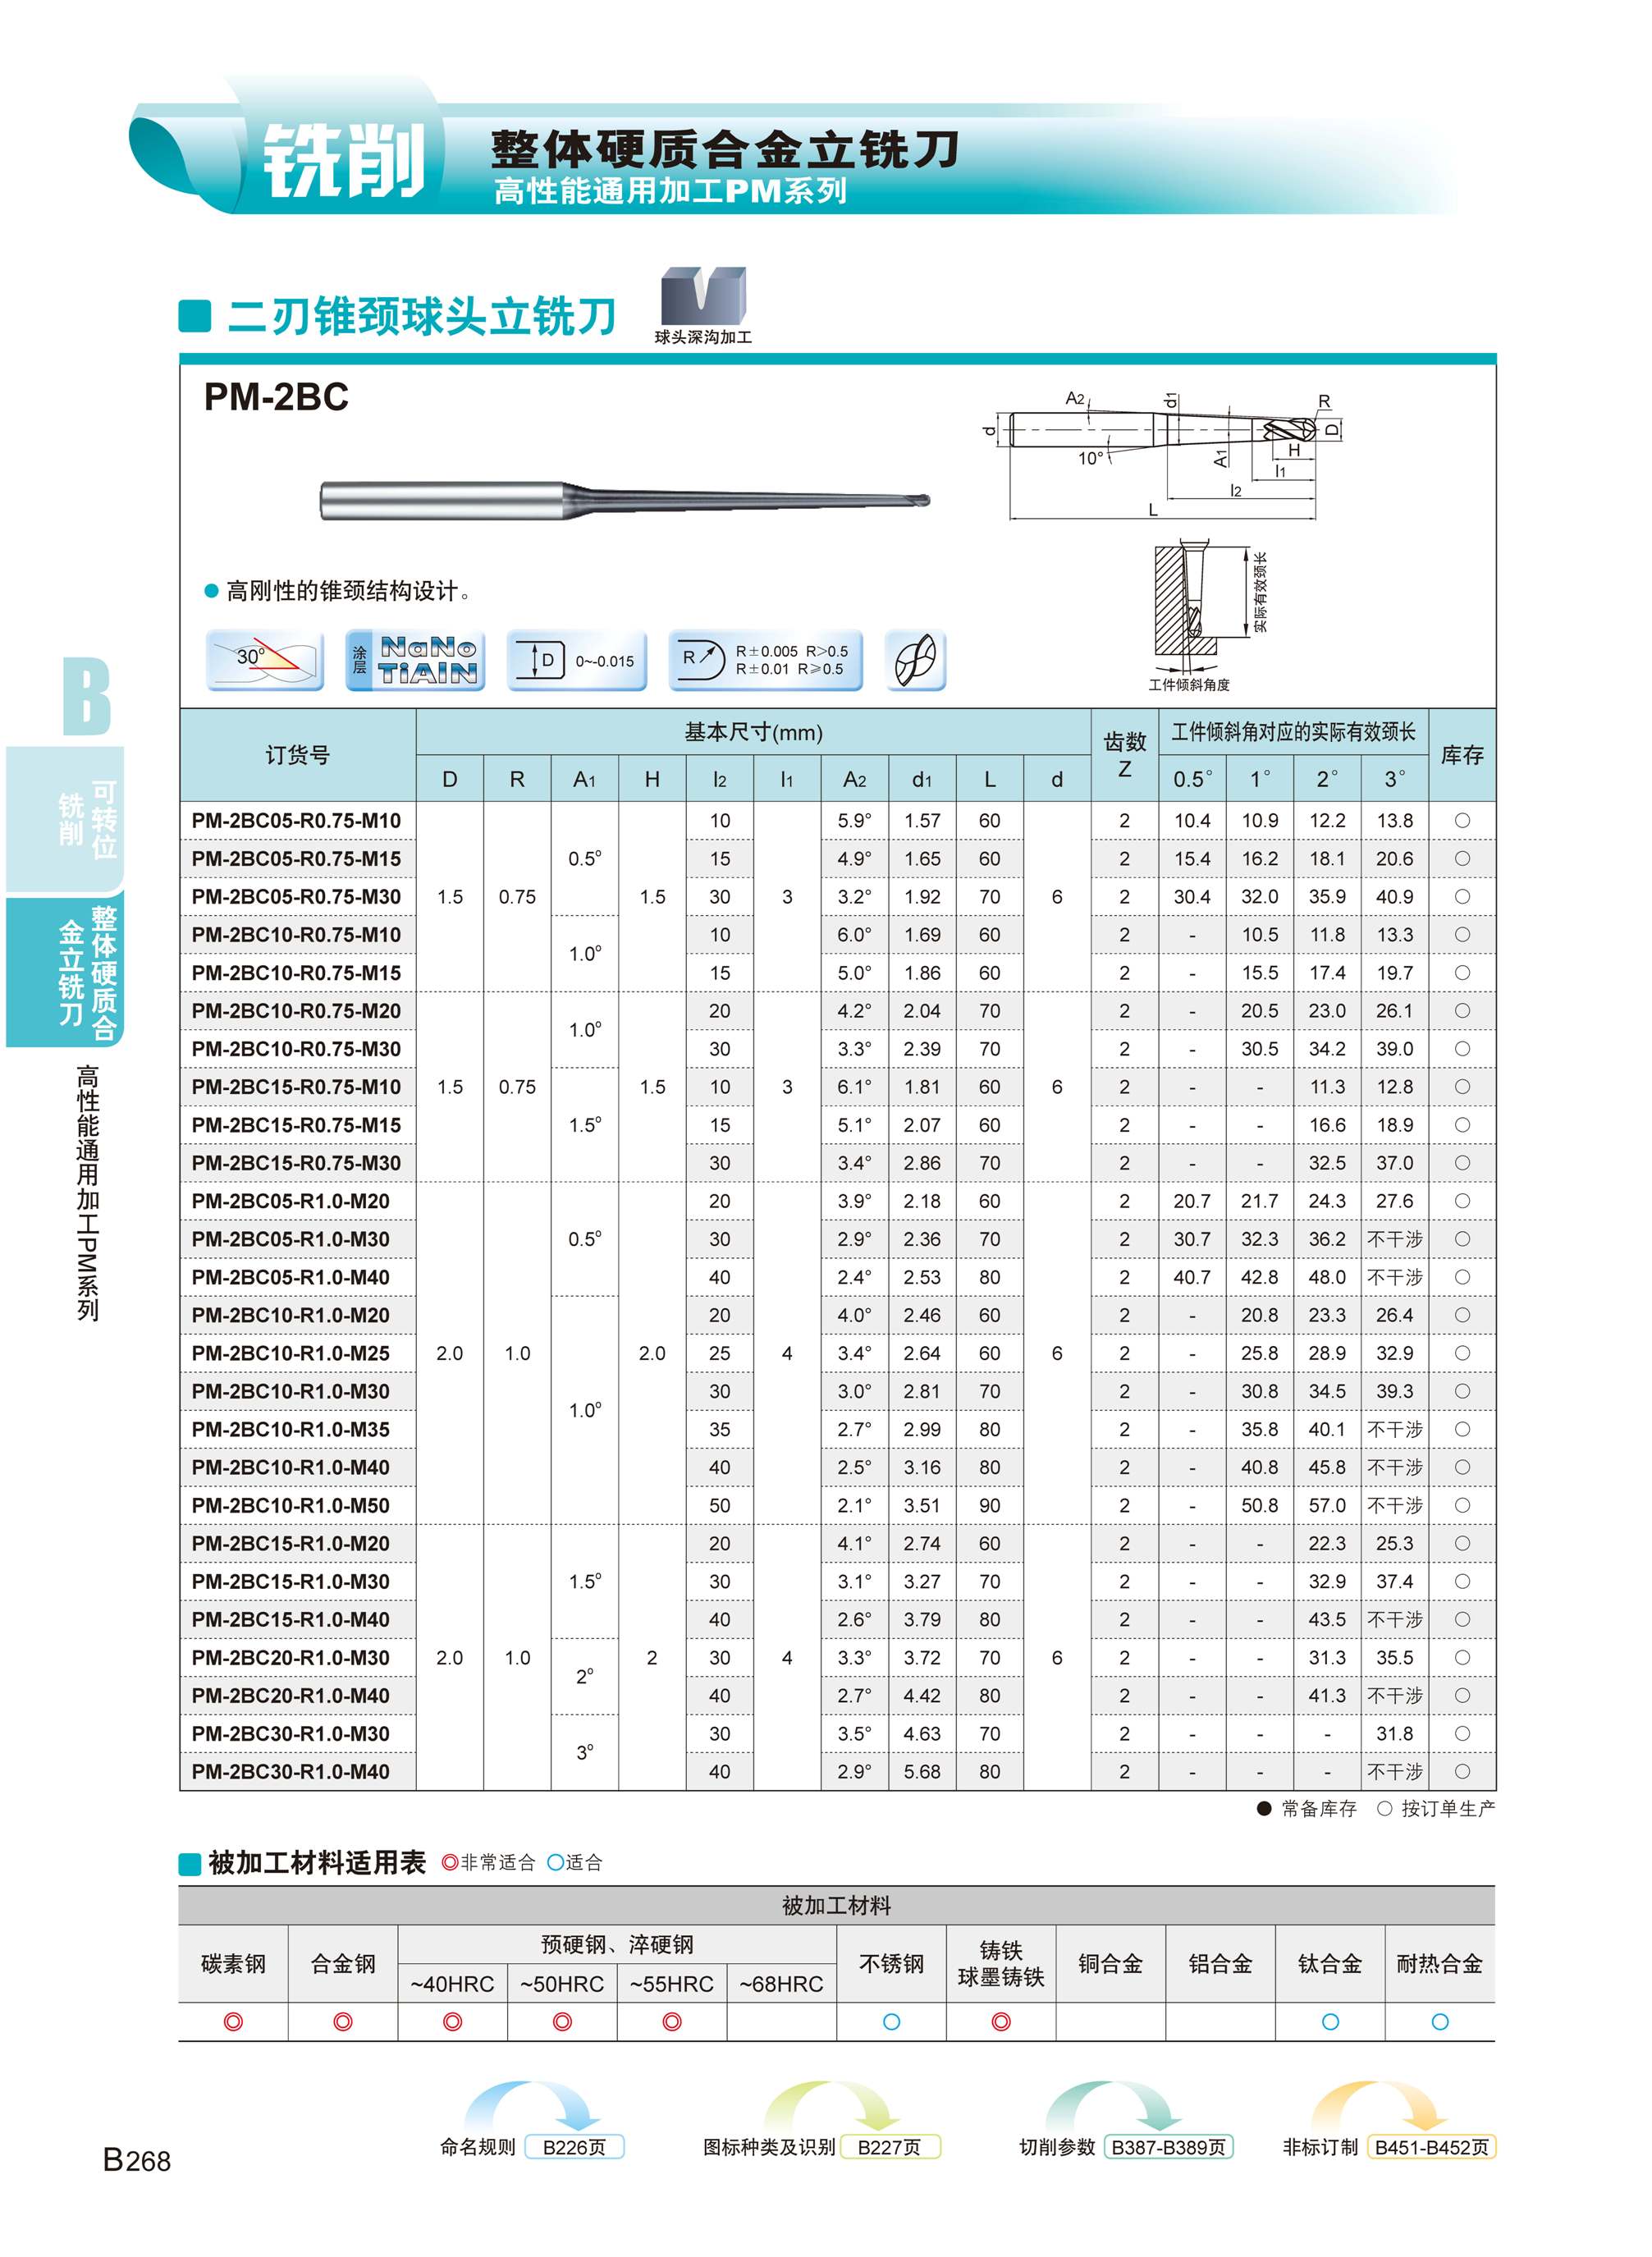 铣削
整体硬质合金立铣刀
高性能通用加工PM系列
二刃锥颈球头立铣刀
球头深沟加工
PM-2BC
A2 d1 R
d D
10° A1 H
l1
l2
L
实际有效颈长
工件倾斜角度
● 高刚性的锥颈结构设计。
30°
涂层 NaNo TiAlN
D 0~-0.015
R R±0.005 R>0.5
R±0.01 R≥0.5
B
可转位铣削
整体硬质合金立铣刀
高性能通用加工PM系列
订货号 基本尺寸(mm) 齿数 Z 工件倾斜角对应的实际有效颈长 库存
D R A1 H l2 l1 A2 d1 L d 0.5° 1° 2° 3°
PM-2BC05-R0.75-M10 1.5 0.75 0.5° 1.5 10 3 5.9° 1.57 60 6 2 10.4 10.9 12.2 13.8 ○
PM-2BC05-R0.75-M15 15 4.9° 1.65 60 2 15.4 16.2 18.1 20.6 ○
PM-2BC05-R0.75-M30 30 3.2° 1.92 70 2 30.4 32.0 35.9 40.9 ○
PM-2BC10-R0.75-M10 1.0° 10 6.0° 1.69 60 2 - 10.5 11.8 13.3 ○
PM-2BC10-R0.75-M15 15 5.0° 1.86 60 2 - 15.5 17.4 19.7 ○
PM-2BC10-R0.75-M20 1.5 0.75 1.0° 1.5 20 3 4.2° 2.04 70 6 2 - 20.5 23.0 26.1 ○
PM-2BC10-R0.75-M30 30 3.3° 2.39 70 2 - 30.5 34.2 39.0 ○
PM-2BC15-R0.75-M10 1.5° 10 6.1° 1.81 60 2 - - 11.3 12.8 ○
PM-2BC15-R0.75-M15 15 5.1° 2.07 60 2 - - 16.6 18.9 ○
PM-2BC15-R0.75-M30 30 3.4° 2.86 70 2 - - 32.5 37.0 ○
PM-2BC05-R1.0-M20 2.0 1.0 0.5° 2.0 20 4 3.9° 2.18 60 6 2 20.7 21.7 24.3 27.6 ○
PM-2BC05-R1.0-M30 30 2.9° 2.36 70 2 30.7 32.3 36.2 不干涉 ○
PM-2BC05-R1.0-M40 40 2.4° 2.53 80 2 40.7 42.8 48.0 不干涉 ○
PM-2BC10-R1.0-M20 1.0° 20 4.0° 2.46 60 2 - 20.8 23.3 26.4 ○
PM-2BC10-R1.0-M25 25 3.4° 2.64 60 2 - 25.8 28.9 32.9 ○
PM-2BC10-R1.0-M30 30 3.0° 2.81 70 2 - 30.8 34.5 39.3 ○
PM-2BC10-R1.0-M35 35 2.7° 2.99 80 2 - 35.8 40.1 不干涉 ○
PM-2BC10-R1.0-M40 40 2.5° 3.16 80 2 - 40.8 45.8 不干涉 ○
PM-2BC10-R1.0-M50 50 2.1° 3.51 90 2 - 50.8 57.0 不干涉 ○
PM-2BC15-R1.0-M20 2.0 1.0 1.5° 2 20 4 4.1° 2.74 60 6 2 - - 22.3 25.3 ○
PM-2BC15-R1.0-M30 30 3.1° 3.27 70 2 - - 32.9 37.4 ○
PM-2BC15-R1.0-M40 40 2.6° 3.79 80 2 - - 43.5 不干涉 ○
PM-2BC20-R1.0-M30 2° 30 3.3° 3.72 70 2 - - 31.3 35.5 ○
PM-2BC20-R1.0-M40 40 2.7° 4.42 80 2 - - 41.3 不干涉 ○
PM-2BC30-R1.0-M30 3° 30 3.5° 4.63 70 2 - - - 31.8 ○
PM-2BC30-R1.0-M40 40 2.9° 5.68 80 2 - - - 不干涉 ○
● 常备库存 ○ 按订单生产
被加工材料适用表 ◎非常适合 ○适合
被加工材料
碳素钢 合金钢 预硬钢、淬硬钢 不锈钢 铸铁 球墨铸铁 铜合金 铝合金 钛合金 耐热合金
~40HRC ~50HRC ~55HRC ~68HRC
◎ ◎ ◎ ◎ ◎ ○ ◎ ○ ○
命名规则 B226页 图标种类及识别 B227页 切削参数 B387-B389页 非标订制 B451-B452页
B268